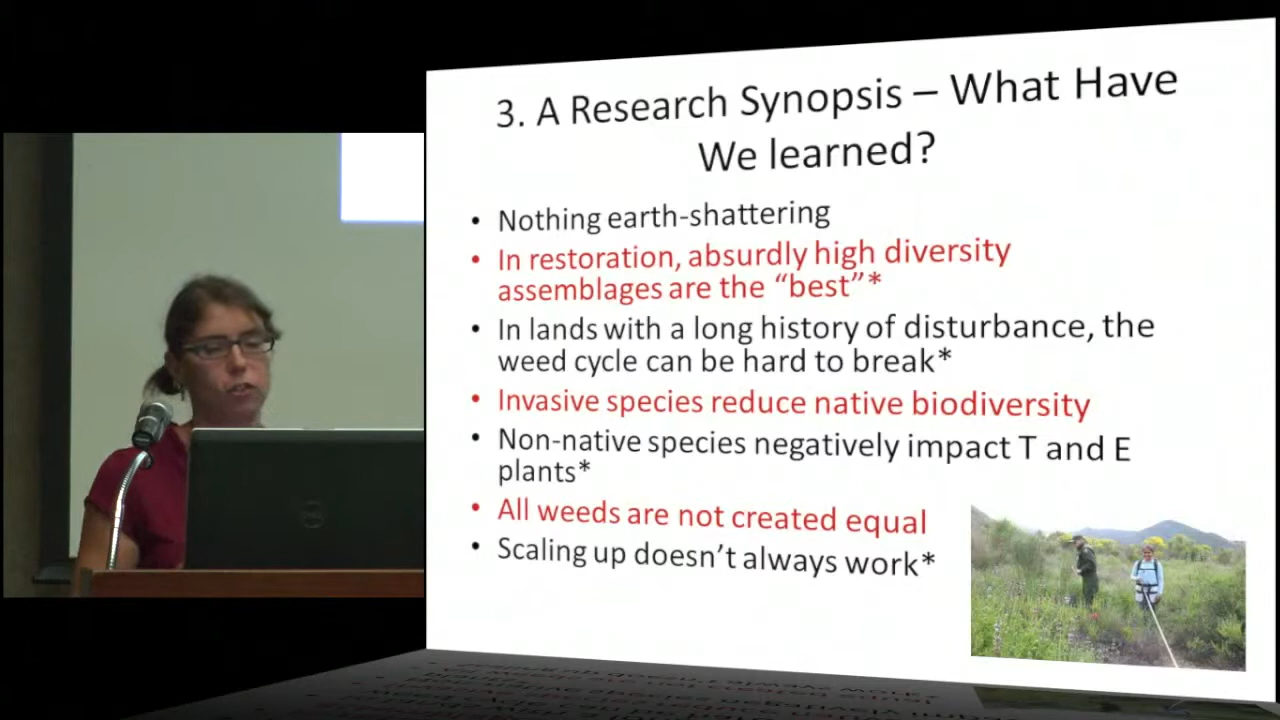 3. A Research Synopsis – What Have
We learned?
• Nothing earth-shattering
• In restoration, absurdly high diversity
assemblages are the “best”*
• In lands with a long history of disturbance, the
weed cycle can be hard to break*
• Invasive species reduce native biodiversity
• Non-native species negatively impact T and E
plants*
• All weeds are not created equal
• Scaling up doesn’t always work*